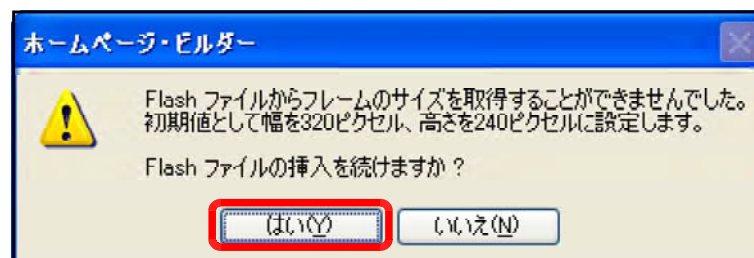 ホームページ・ビルダー
Flash ファイルからフレームのサイズを取得することができませんでした。
初期値として幅を320ピクセル、高さを240ピクセルに設定します。
Flash ファイルの挿入を続けますか？
はい(Y) いいえ(N)